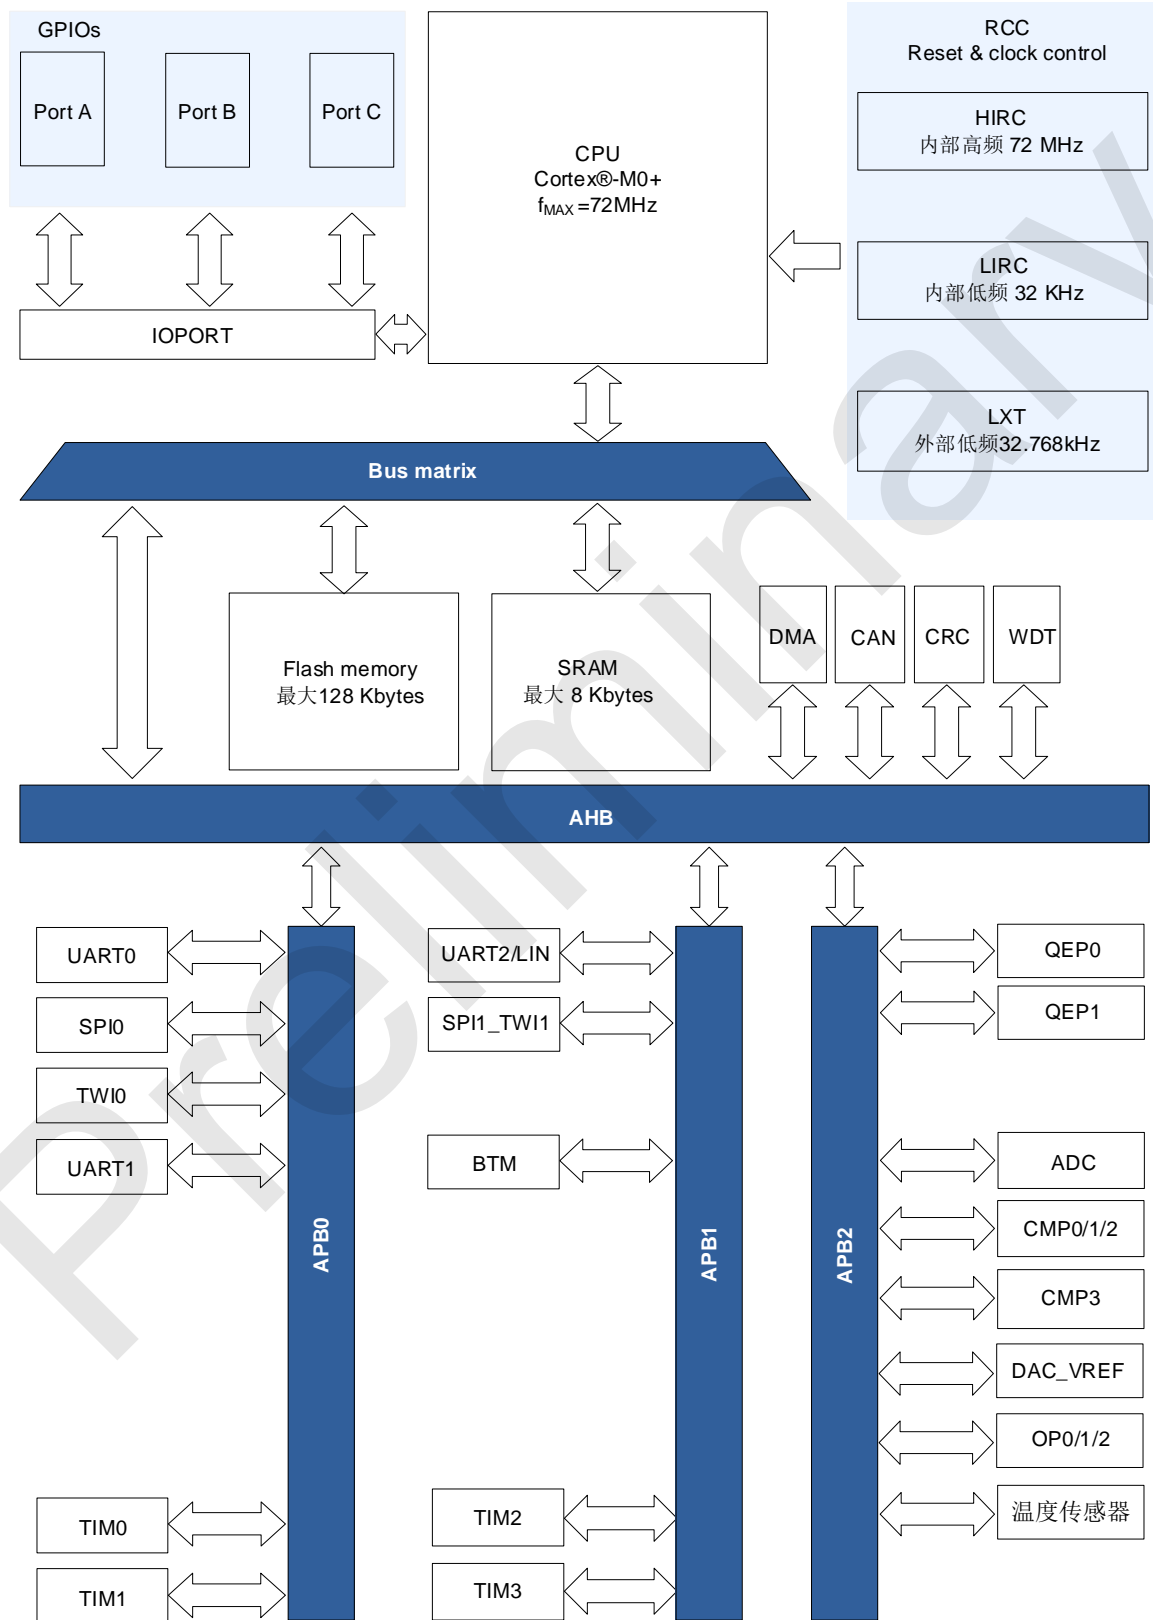 GPIOs
Port A
Port B
Port C
IOPORT
CPU
Cortex®-M0+
fMAX =72MHz
RCC
Reset & clock control
HIRC
内部高频 72 MHz
LIRC
内部低频 32 KHz
LXT
外部低频32.768kHz
Bus matrix
Flash memory
最大128 Kbytes
SRAM
最大 8 Kbytes
DMA
CAN
CRC
WDT
AHB
UART0
SPI0
TWI0
UART1
TIM0
TIM1
APB0
UART2/LIN
SPI1_TWI1
BTM
TIM2
TIM3
APB1
APB2
QEP0
QEP1
ADC
CMP0/1/2
CMP3
DAC_VREF
OP0/1/2
温度传感器
Preliminary